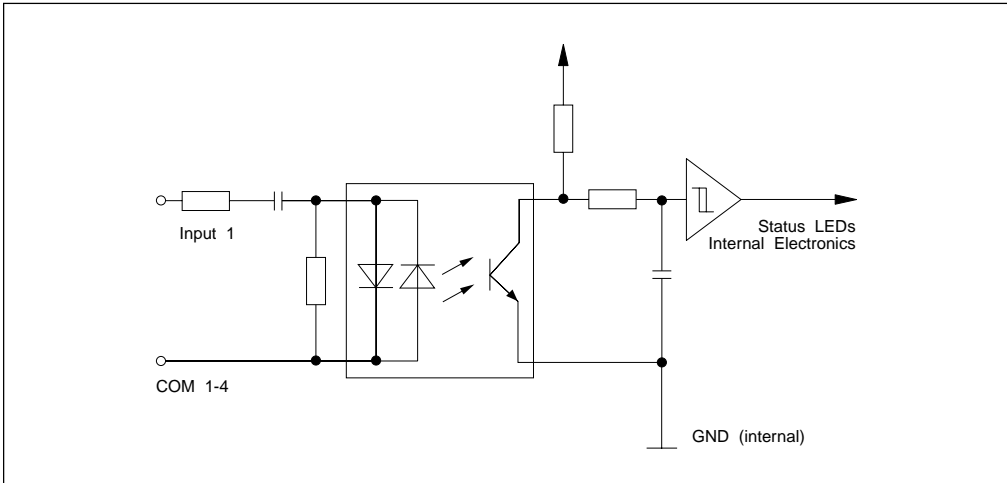 Input 1
COM 1-4
Status LEDs
Internal Electronics
GND (internal)